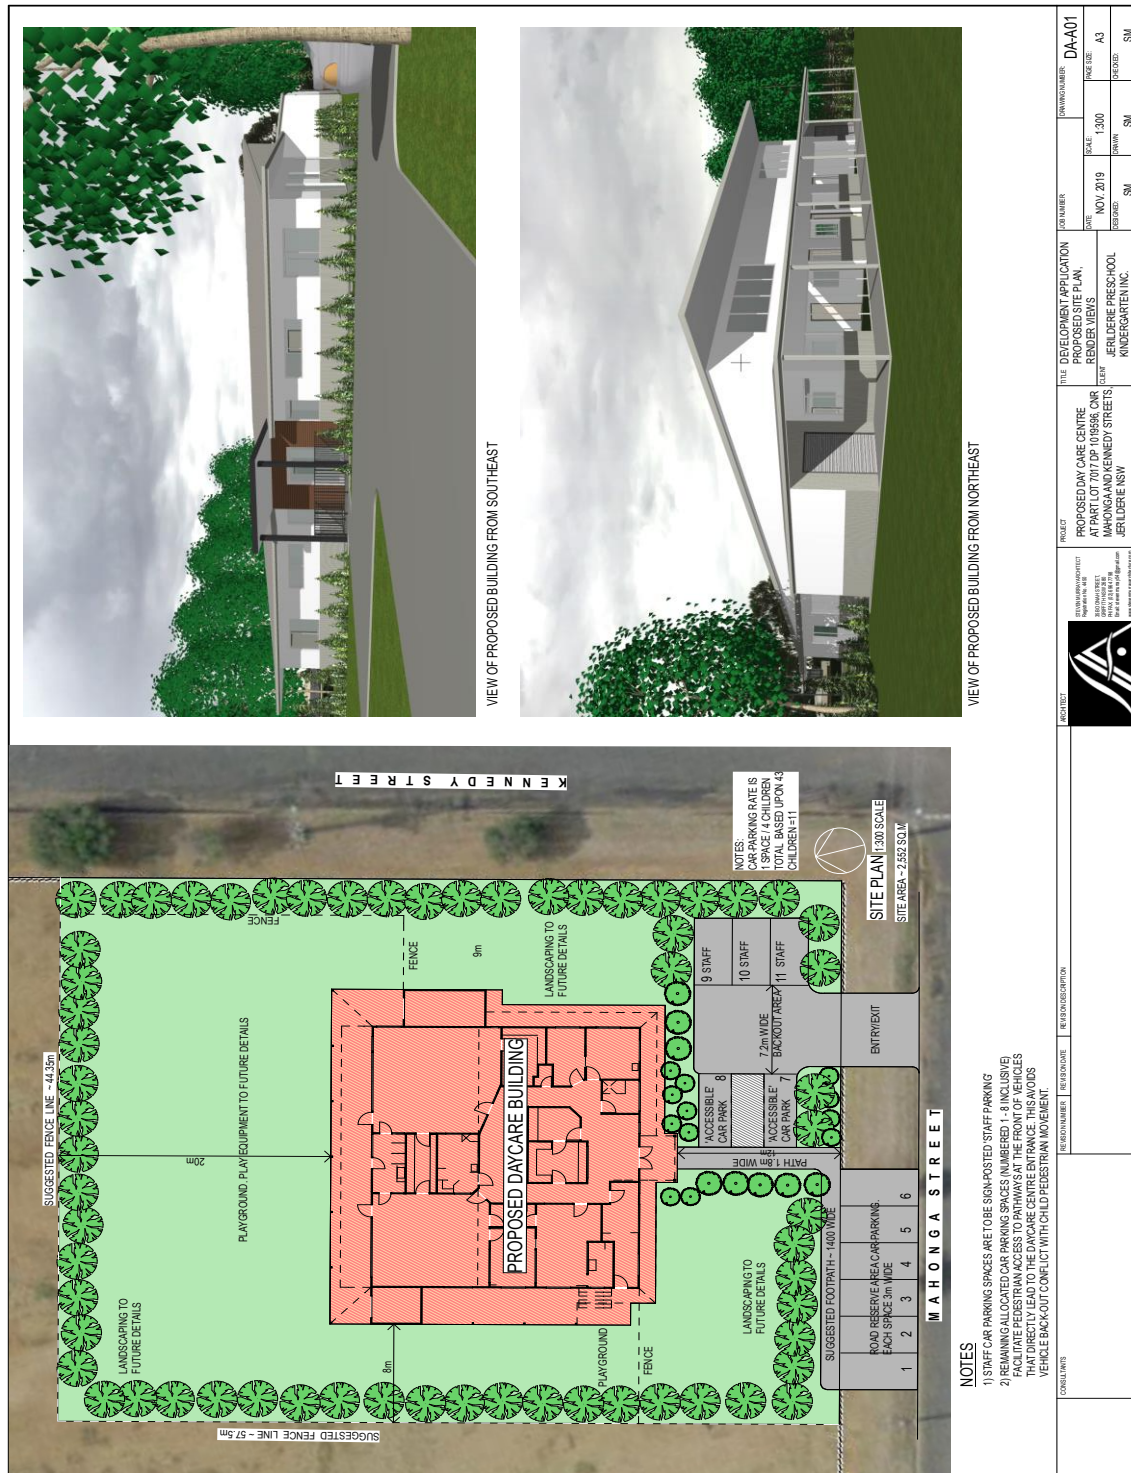 VIEW OF PROPOSED BUILDING FROM SOUTHEAST
VIEW OF PROPOSED BUILDING FROM NORTHEAST
SUGGESTED FENCE LINE ~ 44.35m
SUGGESTED FENCE LINE ~ 57.5m
20m
8m
9m
12m
PLAYGROUND. PLAY EQUIPMENT TO FUTURE DETAILS
LANDSCAPING TO
FUTURE DETAILS
FENCE
FENCE
LANDSCAPING TO
FUTURE DETAILS
PROPOSED DAYCARE BUILDING
PLAYGROUND
FENCE
LANDSCAPING TO
FUTURE DETAILS
KENNEDY STREET
NOTES:
CAR-PARKING RATE IS
1 SPACE / 4 CHILDREN
TOTAL BASED UPON 43
CHILDREN =11
SITE PLAN 1:300 SCALE
SITE AREA ~ 2,552 SQ.M
9 STAFF
10 STAFF
11 STAFF
7.2m WIDE
BACKOUT AREA
'ACCESSIBLE'
CAR PARK 8
'ACCESSIBLE'
CAR PARK 7
PATH 1.8m WIDE
ENTRY/EXIT
SUGGESTED FOOTPATH ~ 1400 WIDE
ROAD RESERVE AREA CAR-PARKING.
EACH SPACE 3m WIDE
1 2 3 4 5 6
MAHONGA STREET
NOTES
1) STAFF CAR PARKING SPACES ARE TO BE SIGN-POSTED 'STAFF PARKING'
2) REMAINING ALLOCATED CAR PARKING SPACES (NUMBERED 1 - 8 INCLUSIVE)
FACILITATE PEDESTRIAN ACCESS TO PATHWAYS AT THE FRONT OF VEHICLES
THAT DIRECTLY LEAD TO THE DAYCARE CENTRE ENTRANCE. THIS AVOIDS
VEHICLE BACK-OUT CONFLICT WITH CHILD PEDESTRIAN MOVEMENT.
CONSULTANTS
REVISION NUMBER REVISION DATE REVISION DESCRIPTION
ARCHITECT
STEVEN MURRAY ARCHITECT
PROJECT
PROPOSED DAY CARE CENTRE
AT PART LOT 7017 DP 1019596, CNR
MAHONGA AND KENNEDY STREETS,
JERILDERIE NSW
TITLE
DEVELOPMENT APPLICATION
PROPOSED SITE PLAN,
RENDER VIEWS
CLIENT
JERILDERIE PRESCHOOL
KINDERGARTEN INC.
JOB NUMBER
DRAWING NUMBER:
DA-A01
DATE:
NOV. 2019
SCALE:
1:300
PAGE SIZE:
A3
DESIGNED:
SM
DRAWN:
SM
CHECKED:
SM